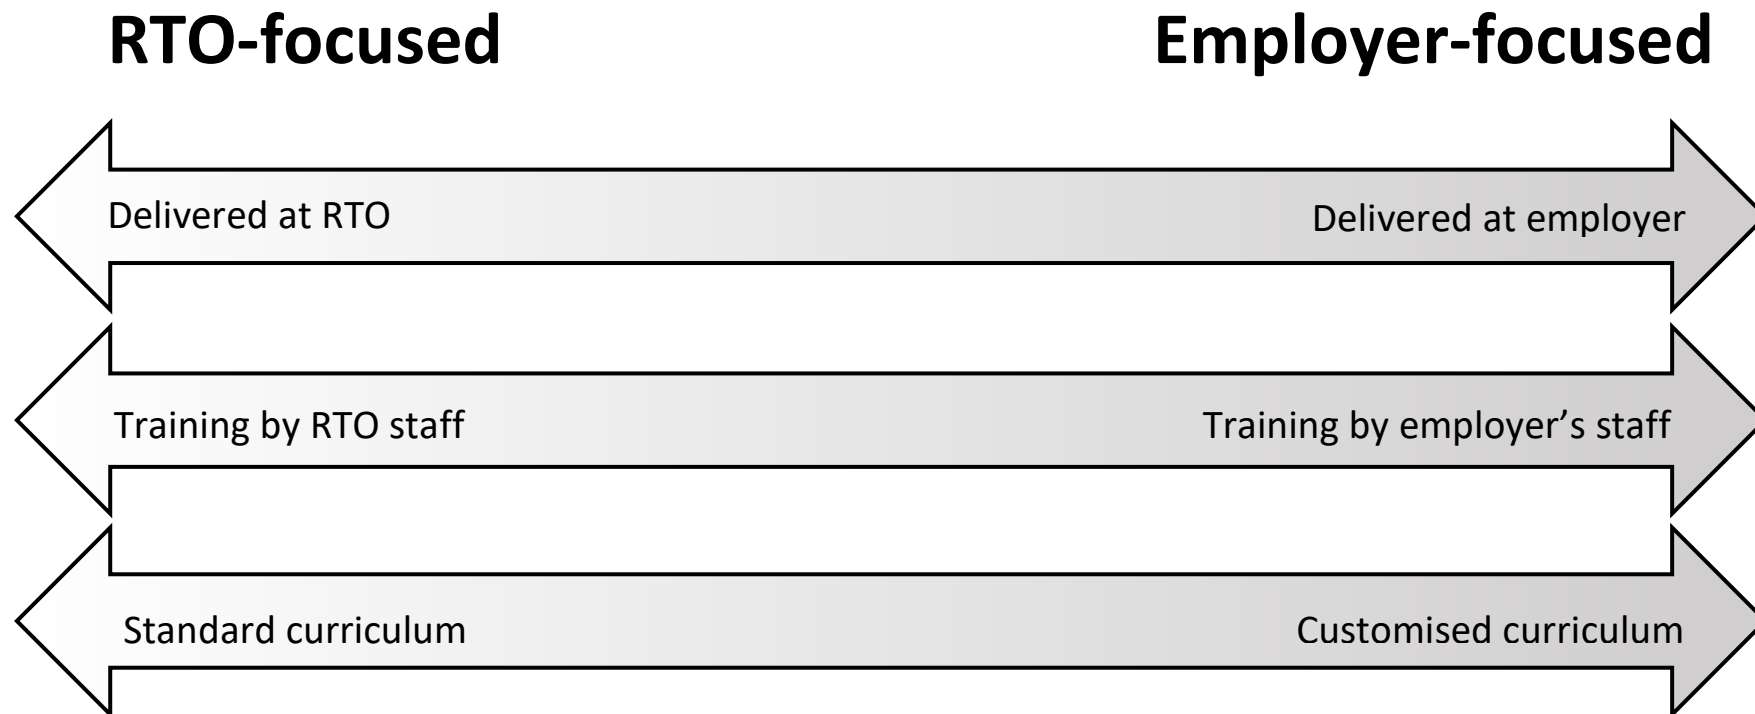 RTO-focused
Employer-focused
Delivered at RTO
Delivered at employer
Training by RTO staff
Training by employer’s staff
Standard curriculum
Customised curriculum